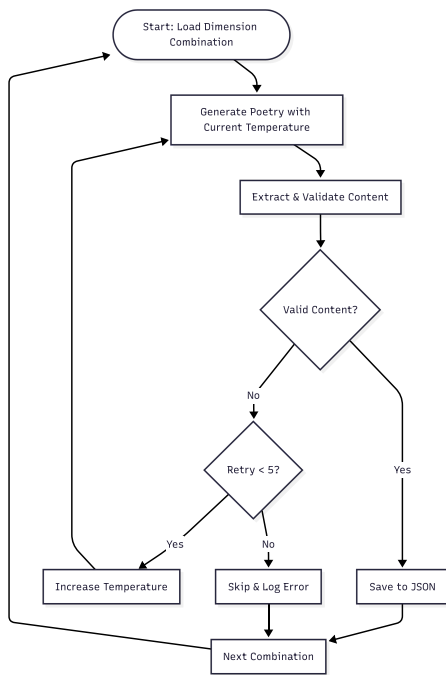 Start: Load Dimension
Combination
Generate Poetry with
Current Temperature
Extract & Validate Content
Valid Content?
No
Yes
Retry < 5?
Yes
No
Increase Temperature
Skip & Log Error
Save to JSON
Next Combination